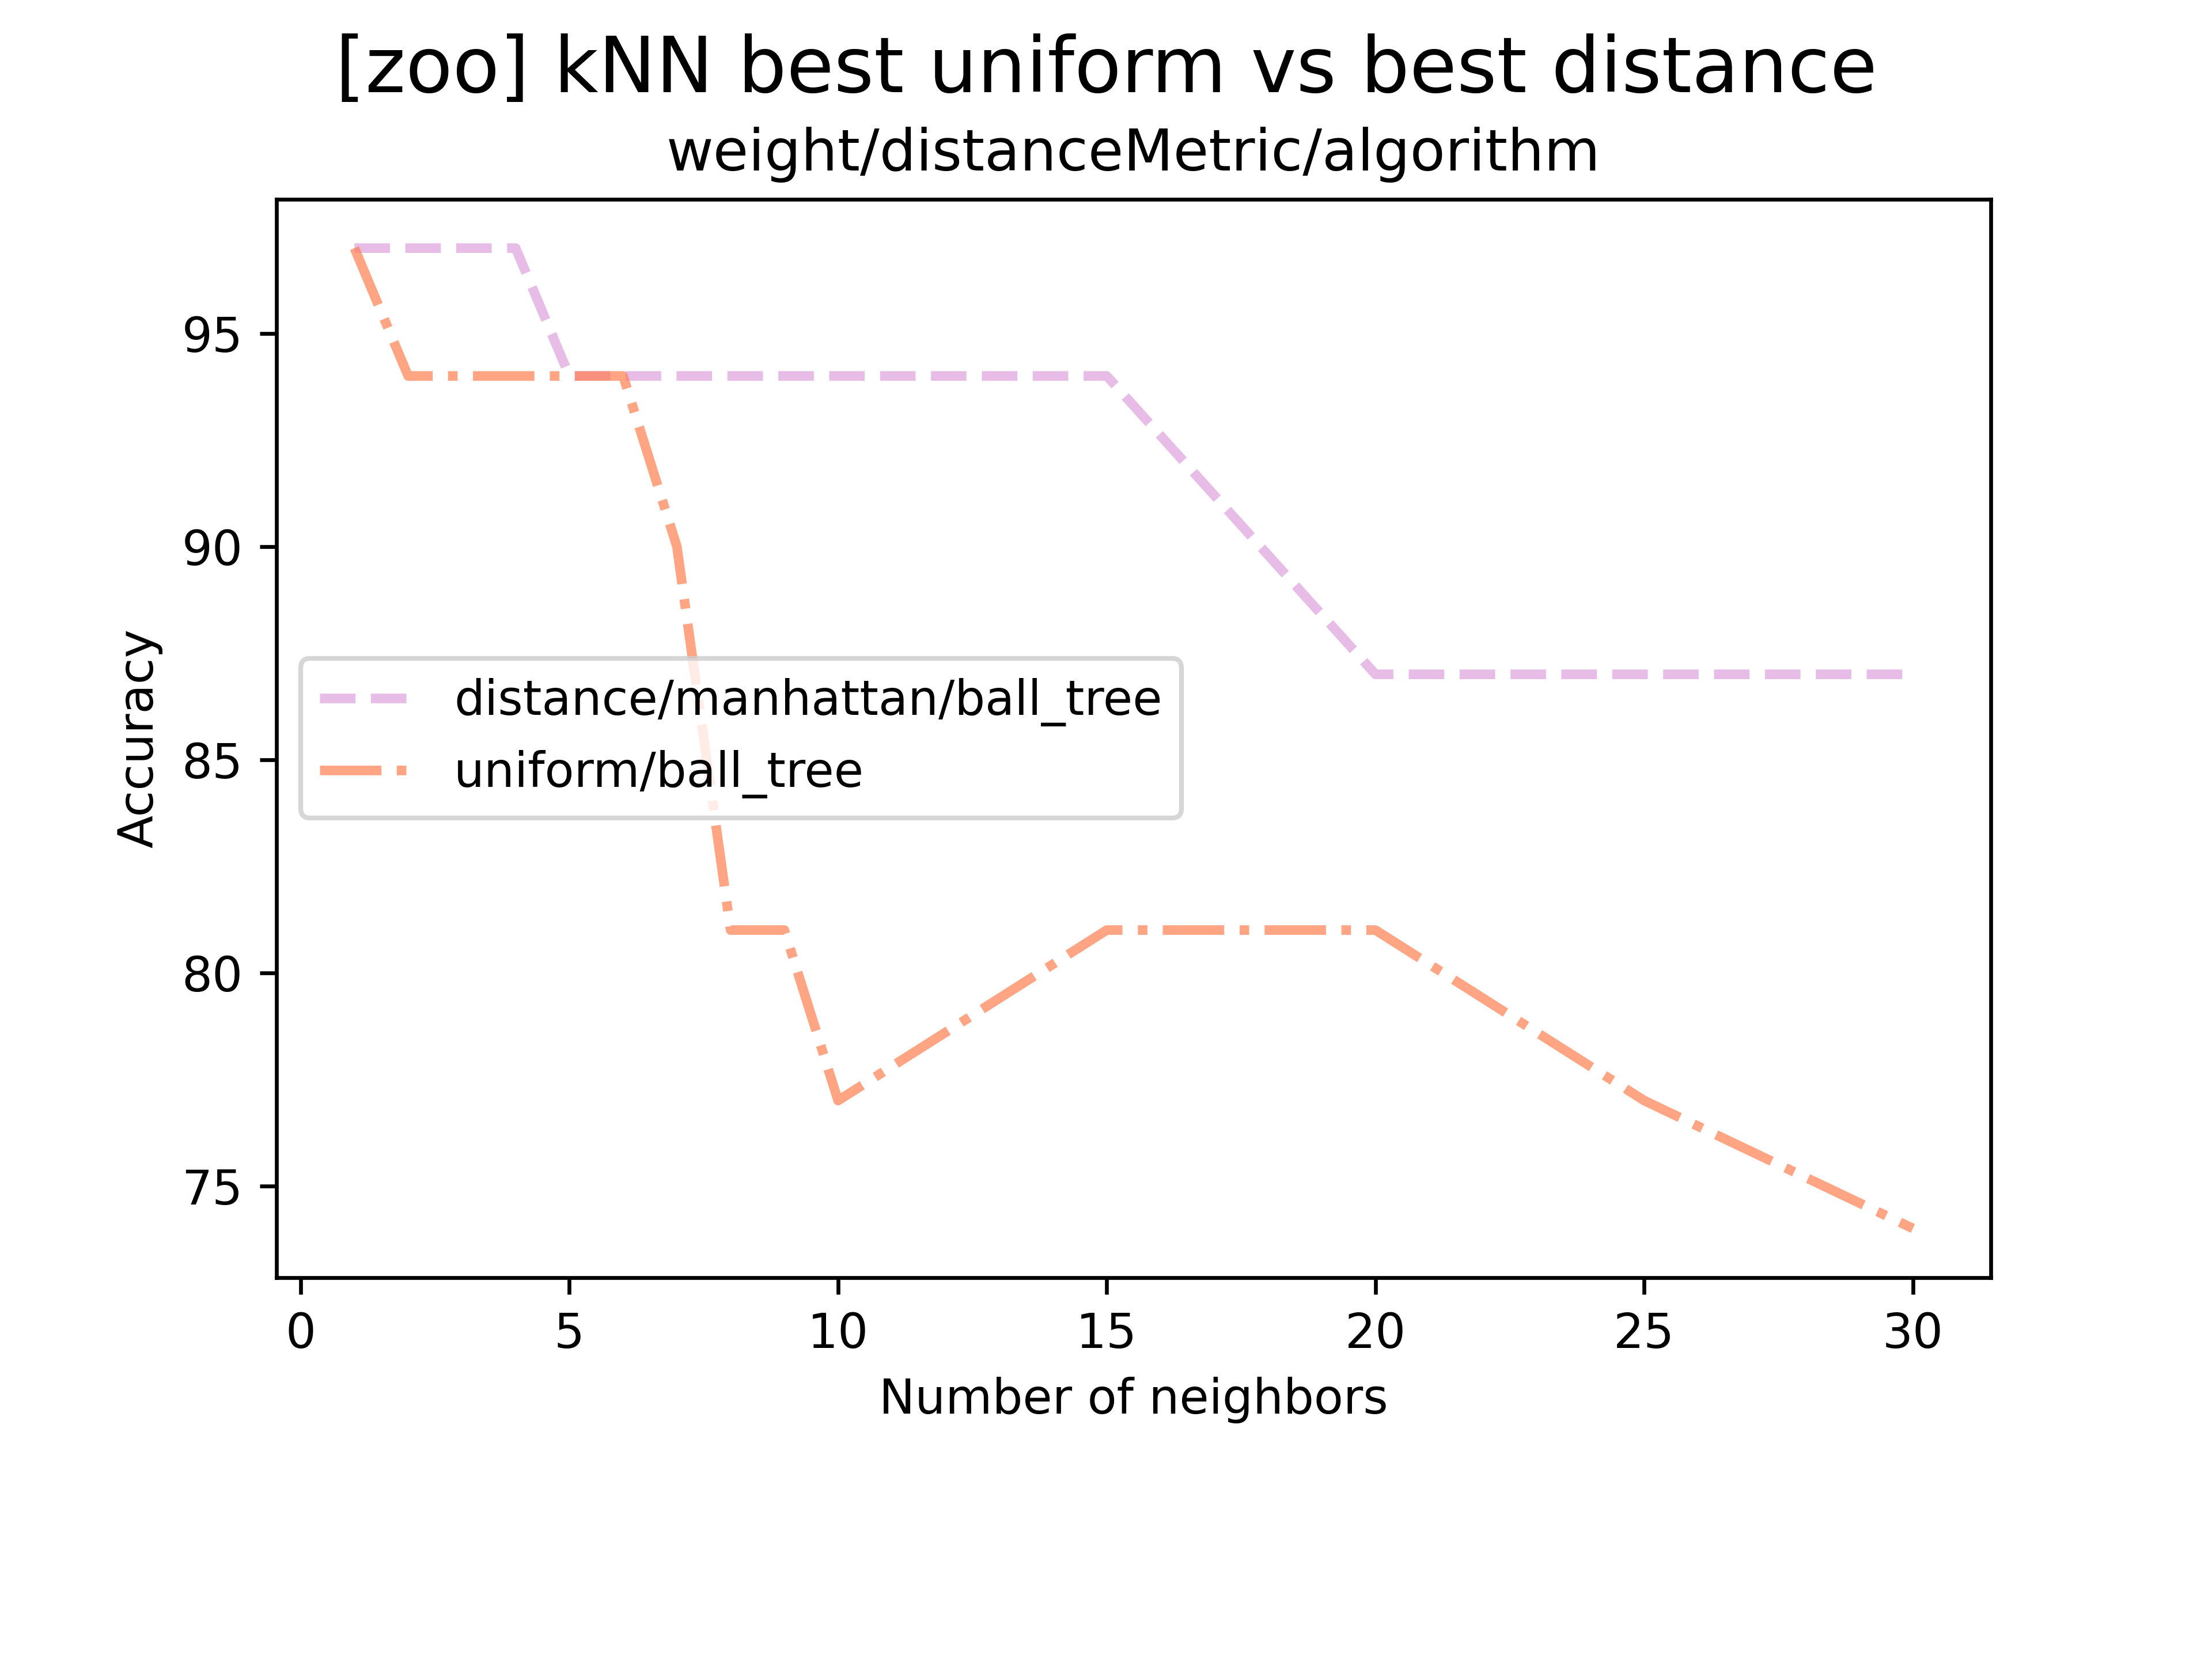 [zoo] kNN best uniform vs best distance
weight/distanceMetric/algorithm
95
90
85
80
75
Accuracy
distance/manhattan/ball_tree
uniform/ball_tree
0 5 10 15 20 25 30
Number of neighbors